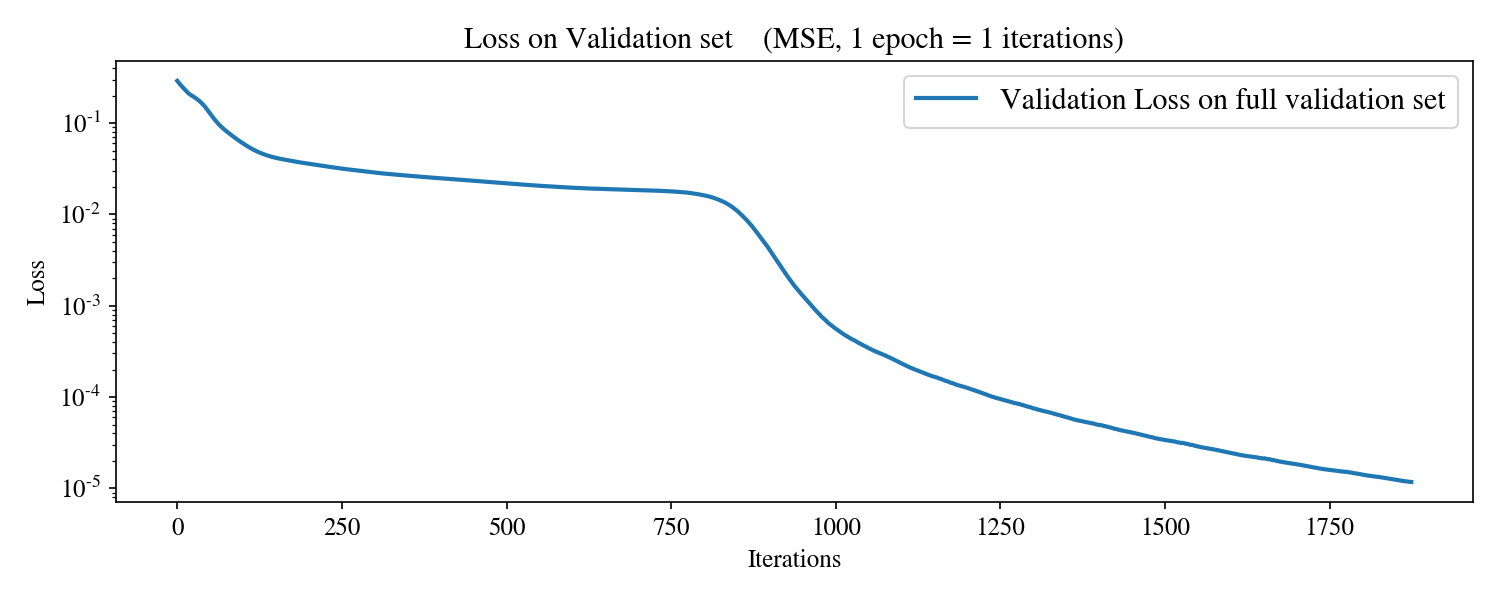 Loss on Validation set    (MSE, 1 epoch = 1 iterations)
Validation Loss on full validation set
Loss
10⁻¹
10⁻²
10⁻³
10⁻⁴
10⁻⁵
0 250 500 750 1000 1250 1500 1750
Iterations